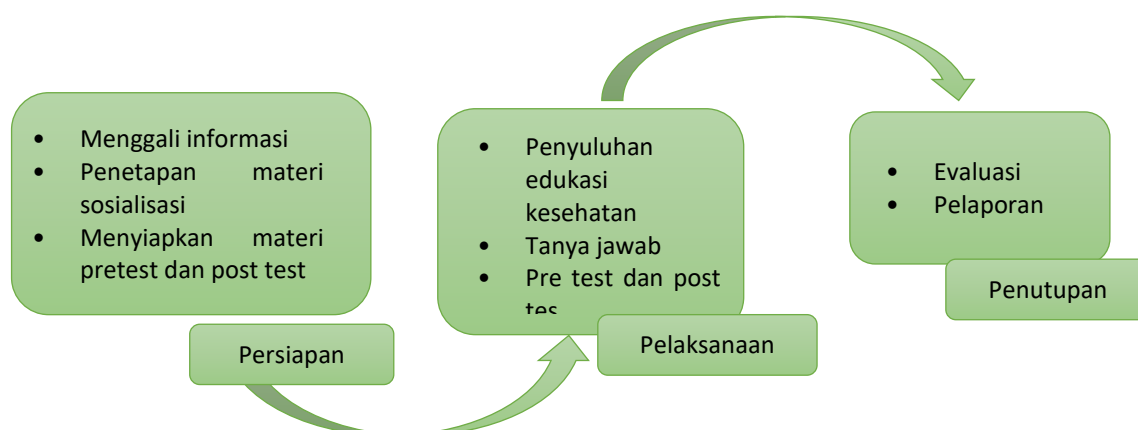 • Menggali informasi
• Penetapan materi
sosialisasi
• Menyiapkan materi
pretest dan post test
Persiapan
• Penyuluhan
edukasi
kesehatan
• Tanya jawab
• Pre test dan post
tes
Pelaksanaan
• Evaluasi
• Pelaporan
Penutupan